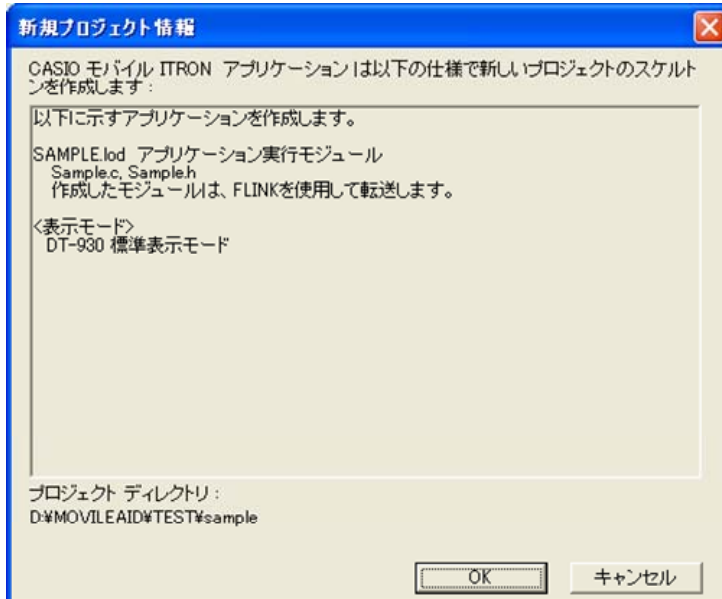 新規プロジェクト情報
CASIO モバイル ITRON アプリケーション は以下の仕様で新しいプロジェクトのスケルト
ンを作成します：
以下に示すアプリケーションを作成します。
SAMPLE.lod アプリケーション実行モジュール
Sample.c, Sample.h
作成したモジュールは、FLINKを使用して転送します。
<表示モード>
DT-930 標準表示モード
プロジェクト ディレクトリ：
D:¥MOVILEAID¥TEST¥sample
OK
キャンセル